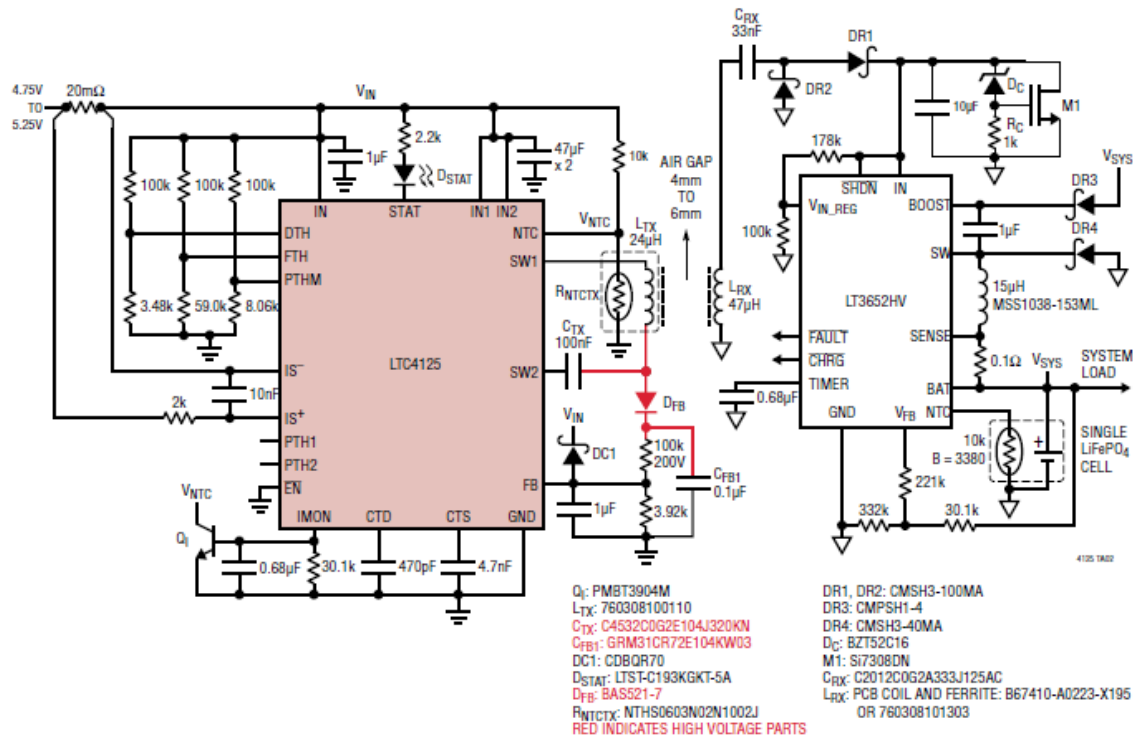 4.75V
TO
5.25V
20mΩ
VIN
1µF
2.2k
DSTAT
47µF
x 2
10k
100k
100k
100k
3.48k
59.0k
8.06k
IN
STAT
IN1
IN2
DTH
FTH
PTHM
NTC
SW1
LTC4125
SW2
IS−
IS+
PTH1
PTH2
EN
FB
IMON
CTD
CTS
GND
10nF
2k
VNTC
QI
0.68µF
30.1k
470pF
4.7nF
VNTC
RNTCTX
LTX
24µH
CTX
100nF
VIN
DC1
1µF
DFB
100k
200V
CFB1
0.1µF
3.92k
AIR GAP
4mm
TO
6mm
LRX
47µH
CRX
33nF
DR1
DR2
10µF
DC
RC
1k
M1
178k
100k
SHDN
IN
VIN_REG
BOOST
SW
LT3652HV
SENSE
FAULT
CHRG
TIMER
BAT
GND
VFB
NTC
0.68µF
VSYS
DR3
1µF
DR4
15µH
MSS1038-153ML
0.1Ω
VSYS
SYSTEM
LOAD
10k
B = 3380
+
SINGLE
LiFePO4
CELL
221k
332k
30.1k
4125 TA02
QI: PMBT3904M
LTX: 760308100110
CTX: C4532C0G2E104J320KN
CFB1: GRM31CR72E104KW03
DC1: CDBQR70
DSTAT: LTST-C193KGKT-5A
DFB: BAS521-7
RNTCTX: NTHS0603N02N1002J
RED INDICATES HIGH VOLTAGE PARTS
DR1, DR2: CMSH3-100MA
DR3: CMPSH1-4
DR4: CMSH3-40MA
DC: BZT52C16
M1: Si7308DN
CRX: C2012C0G2A333J125AC
LRX: PCB COIL AND FERRITE: B67410-A0223-X195
OR 760308101303